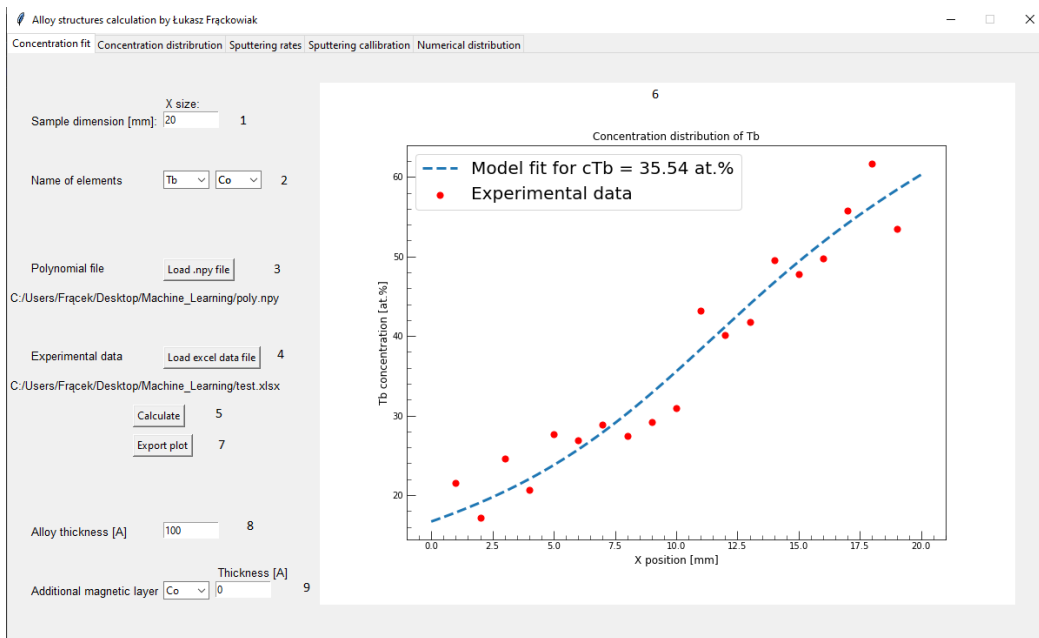 Alloy structures calculation by Łukasz Frąckowiak
Concentration fit Concentration distribrution Sputtering rates Sputtering callibration Numerical distribution
X size:
Sample dimension [mm]: 20 1
Name of elements Tb Co 2
Polynomial file Load .npy file 3
C:/Users/Frącek/Desktop/Machine_Learning/poly.npy
Experimental data Load excel data file 4
C:/Users/Frącek/Desktop/Machine_Learning/test.xlsx
Calculate 5
Export plot 7
Alloy thickness [A] 100 8
Thickness [A]
Additional magnetic layer Co 0 9
6
Concentration distribution of Tb
Model fit for cTb = 35.54 at.%
Experimental data
Tb concentration [at.%]
60
50
40
30
20
0.0 2.5 5.0 7.5 10.0 12.5 15.0 17.5 20.0
X position [mm]